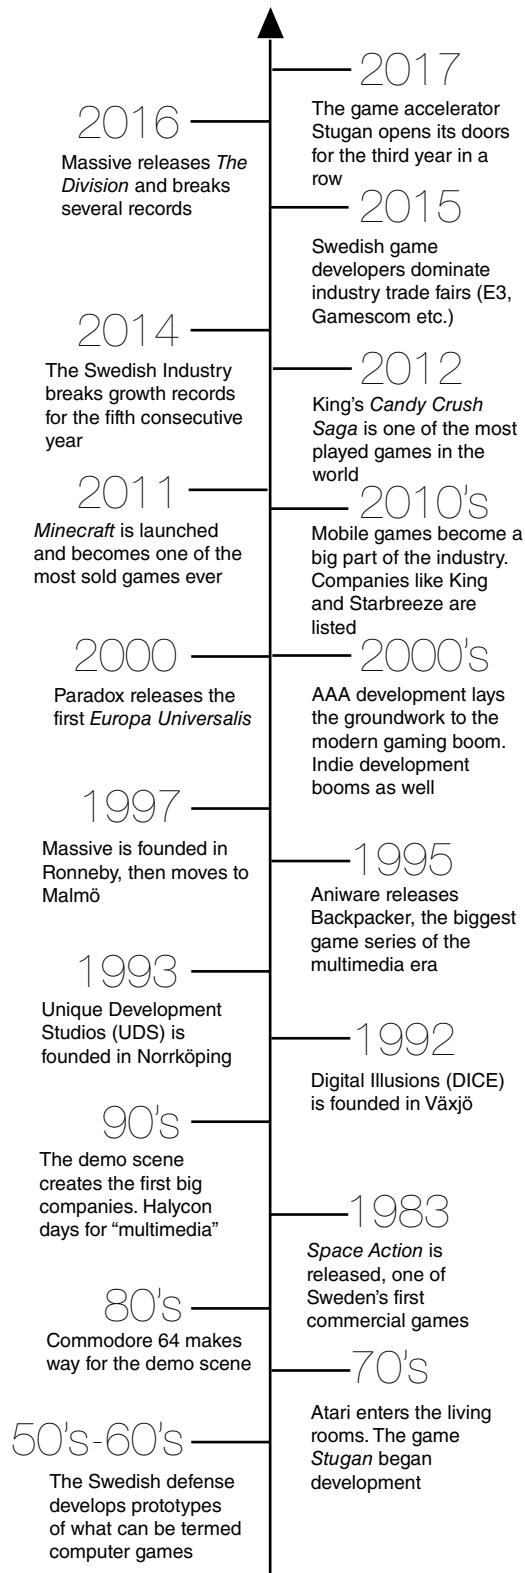 2017
The game accelerator
Stugan opens its doors
for the third year in a
row
2016
Massive releases The
Division and breaks
several records
2015
Swedish game
developers dominate
industry trade fairs (E3,
Gamescom etc.)
2014
The Swedish Industry
breaks growth records
for the fifth consecutive
year
2012
King's Candy Crush
Saga is one of the most
played games in the
world
2011
Minecraft is launched
and becomes one of the
most sold games ever
2010's
Mobile games become a
big part of the industry.
Companies like King
and Starbreeze are
listed
2000
Paradox releases the
first Europa Universalis
2000's
AAA development lays
the groundwork to the
modern gaming boom.
Indie development
booms as well
1997
Massive is founded in
Ronneby, then moves to
Malmö
1995
Aniware releases
Backpacker, the biggest
game series of the
multimedia era
1993
Unique Development
Studios (UDS) is
founded in Norrköping
1992
Digital Illusions (DICE)
is founded in Växjö
90's
The demo scene
creates the first big
companies. Halycon
days for “multimedia”
1983
Space Action is
released, one of
Sweden's first
commercial games
80's
Commodore 64 makes
way for the demo scene
70's
Atari enters the living
rooms. The game
Stugan began
development
50's-60's
The Swedish defense
develops prototypes
of what can be termed
computer games